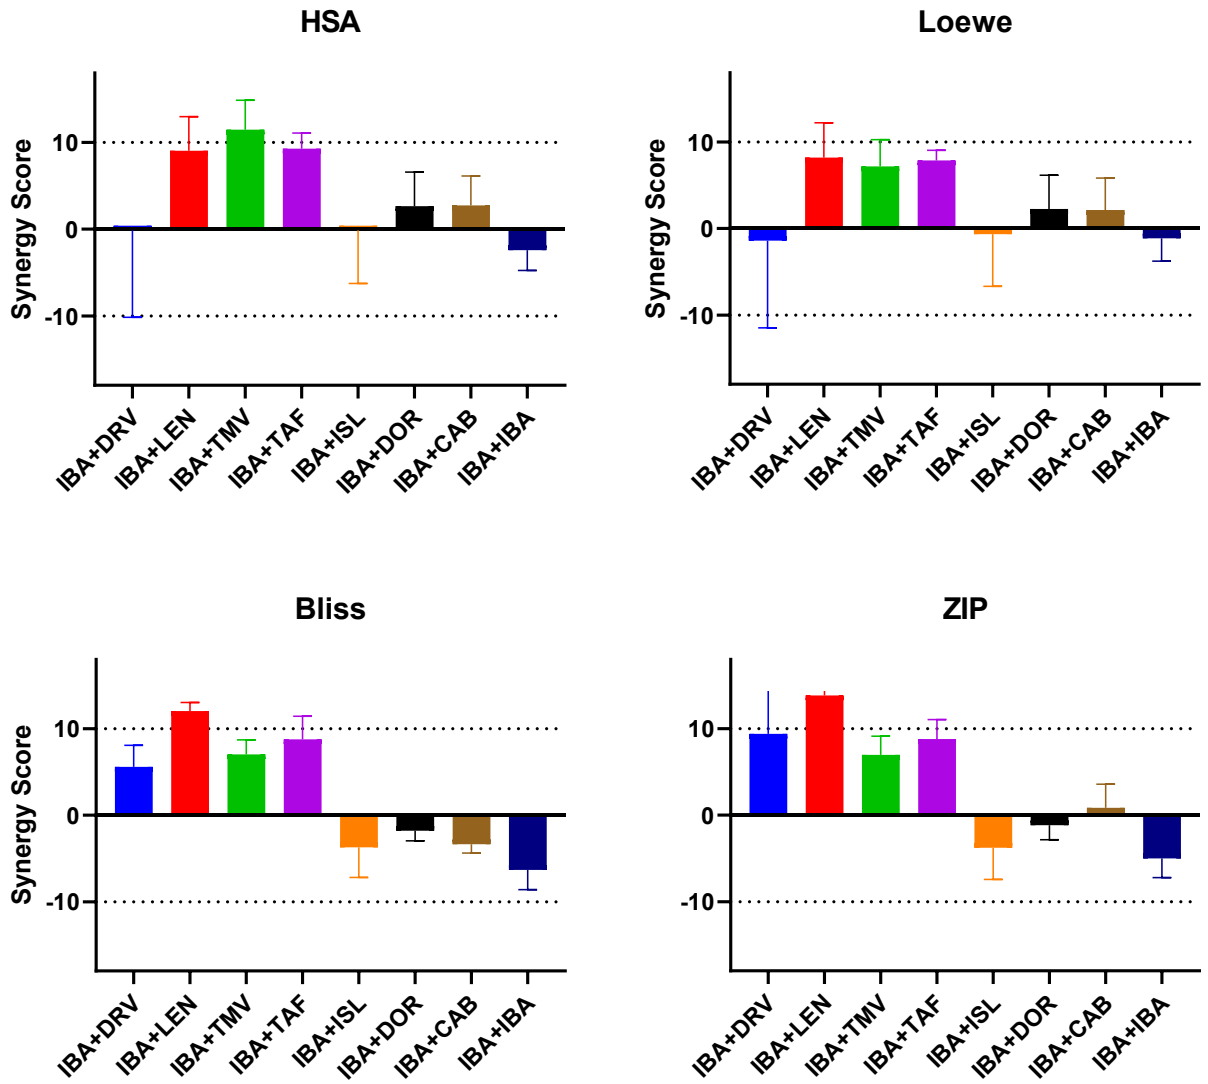 HSA
Synergy Score
10
0
-10
IBA+DRV
IBA+LEN
IBA+TMV
IBA+TAF
IBA+ISL
IBA+DOR
IBA+CAB
IBA+IBA
Loewe
Synergy Score
10
0
-10
IBA+DRV
IBA+LEN
IBA+TMV
IBA+TAF
IBA+ISL
IBA+DOR
IBA+CAB
IBA+IBA
Bliss
Synergy Score
10
0
-10
IBA+DRV
IBA+LEN
IBA+TMV
IBA+TAF
IBA+ISL
IBA+DOR
IBA+CAB
IBA+IBA
ZIP
10
0
-10
IBA+DRV
IBA+LEN
IBA+TMV
IBA+TAF
IBA+ISL
IBA+DOR
IBA+CAB
IBA+IBA